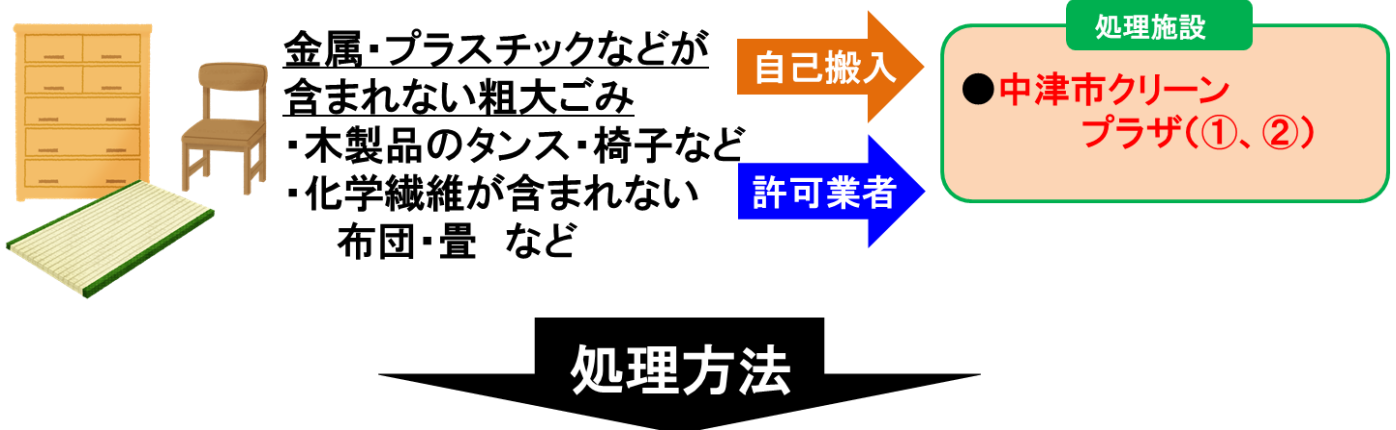 金属・プラスチックなどが
含まれない粗大ごみ
・木製品のタンス・椅子など
・化学繊維が含まれない
布団・畳　など
自己搬入
許可業者
処理施設
●中津市クリーン
プラザ(①、②)
処理方法